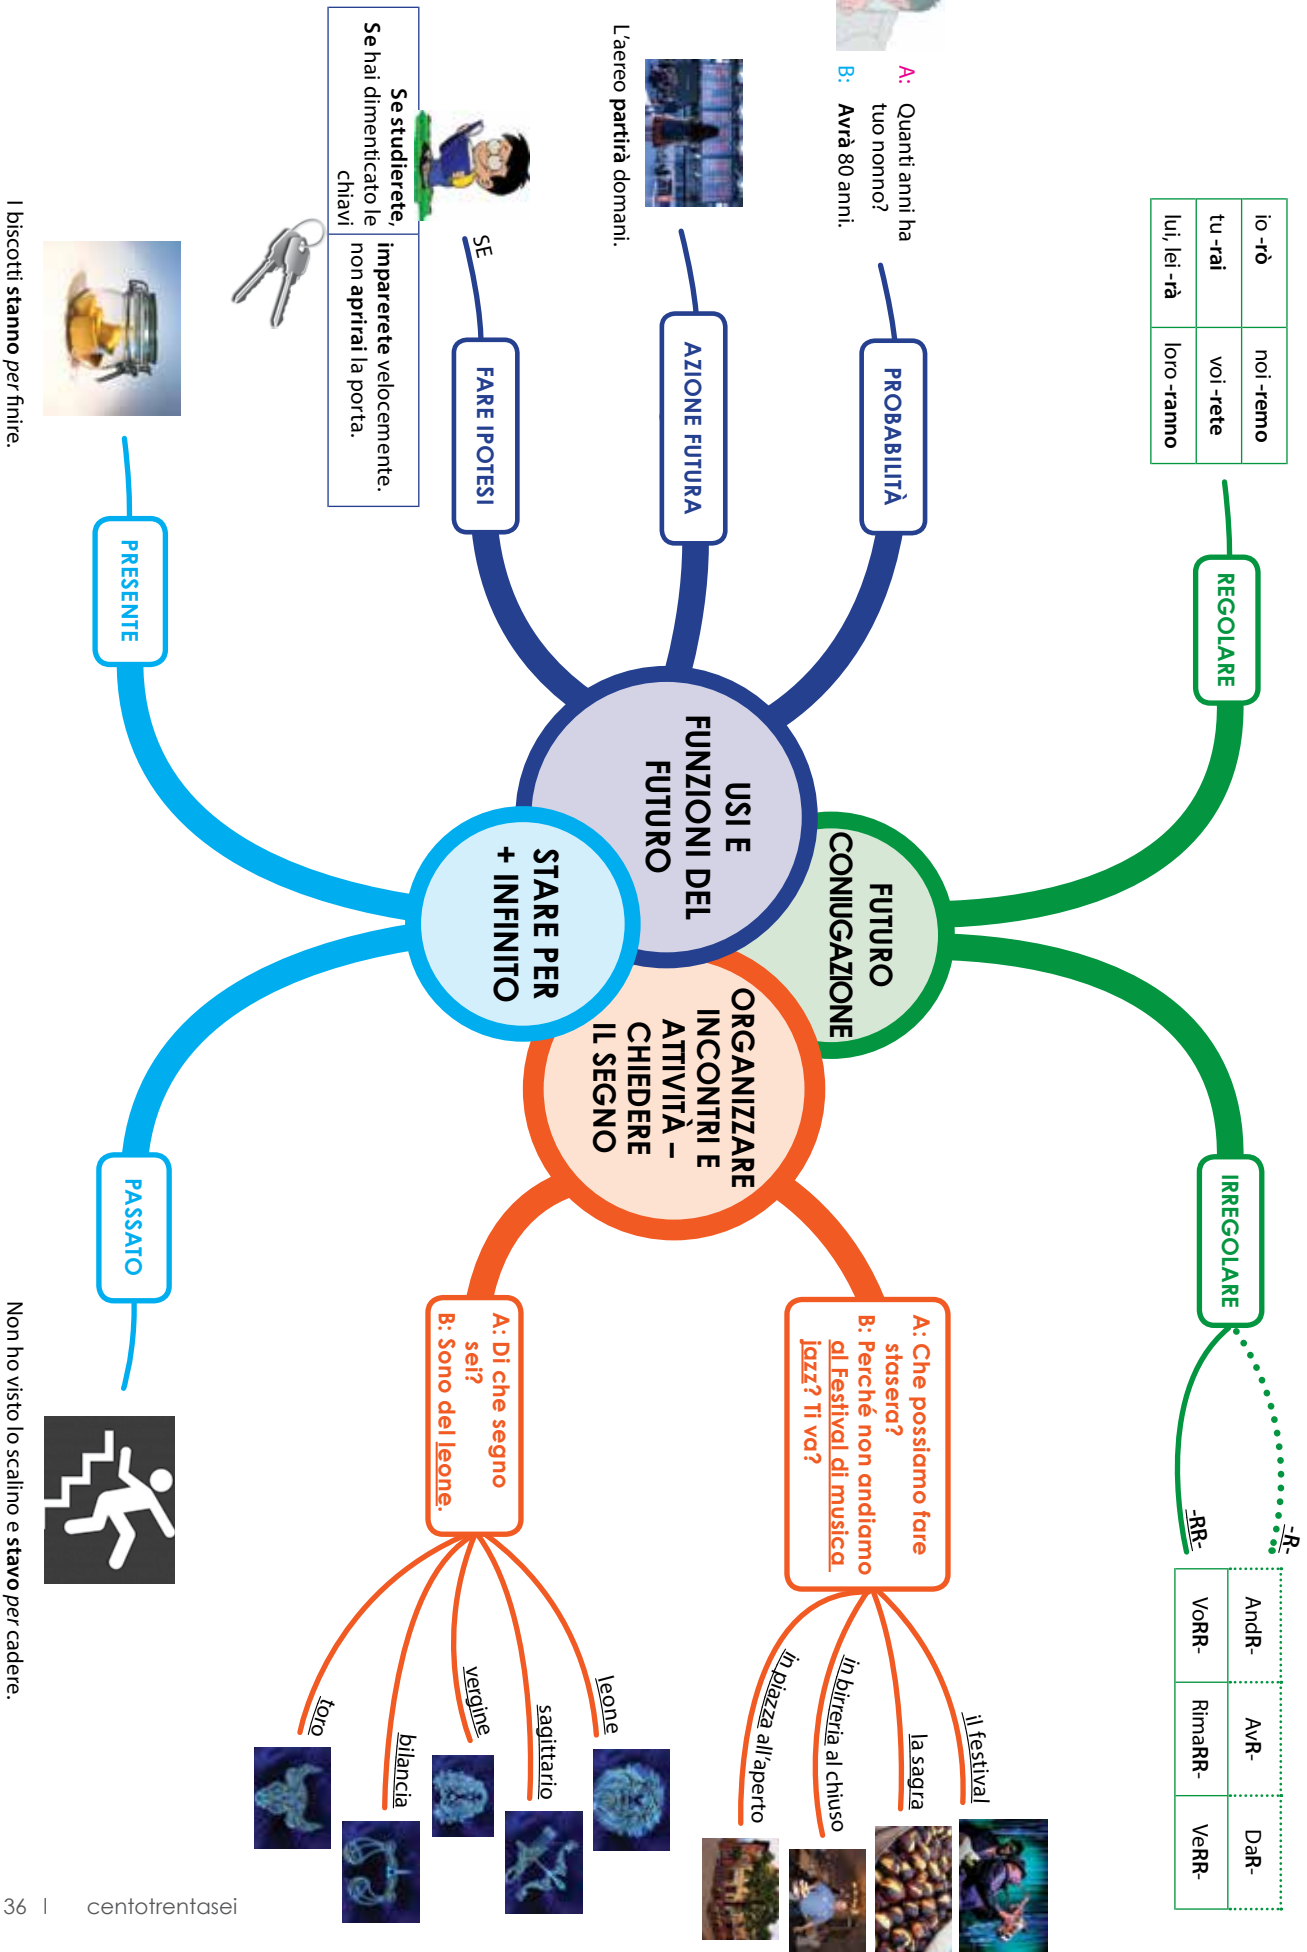 io -rò
noi -remo
tu -rai
voi -rete
lui, lei -rà
loro -ranno
REGOLARE
IRREGOLARE
-R-
AndR-
AvR-
DaR-
-RR-
VoRR-
RimaRR-
VeRR-
FUTURO
CONIUGAZIONE
A: Quanti anni ha
tuo nonno?
B: Avrà 80 anni.
PROBABILITÀ
L'aereo partirà domani.
AZIONE FUTURA
SE
FARE IPOTESI
Se studierete,
imparerete velocemente.
Se hai dimenticato le
chiavi
non aprirai la porta.
USI E
FUNZIONI DEL
FUTURO
ORGANIZZARE
INCONTRI E
ATTIVITÀ –
CHIEDERE
IL SEGNO
A: Che possiamo fare
stasera?
B: Perché non andiamo
al Festival di musica
jazz? Ti va?
il festival
la sagra
in birreria al chiuso
in piazza all'aperto
A: Di che segno
sei?
B: Sono del leone.
leone
sagittario
vergine
bilancia
toro
STARE PER
+ INFINITO
PRESENTE
I biscotti stanno per finire.
PASSATO
Non ho visto lo scalino e stavo per cadere.
36 | centotrentasei